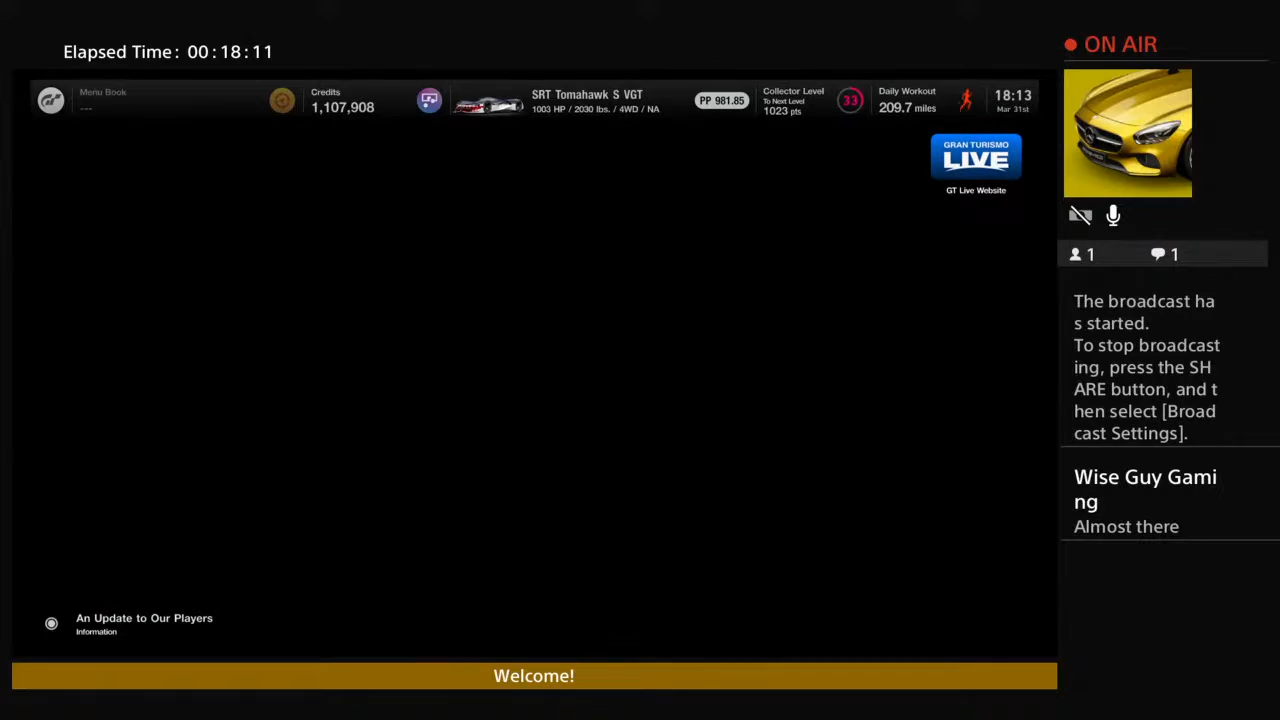 Elapsed Time: 00:18:11
ON AIR
Menu Book
---
Credits
1,107,908
SRT Tomahawk S VGT
1003 HP / 2030 lbs. / 4WD / NA
PP 981.85
Collector Level
To Next Level
1023 pts
33
Daily Workout
209.7 miles
18:13
Mar 31st
GRAN TURISMO
LIVE
GT Live Website
1
1
The broadcast ha
s started.
To stop broadcast
ing, press the SH
ARE button, and t
hen select [Broad
cast Settings].
Wise Guy Gami
ng
Almost there
An Update to Our Players
Information
Welcome!